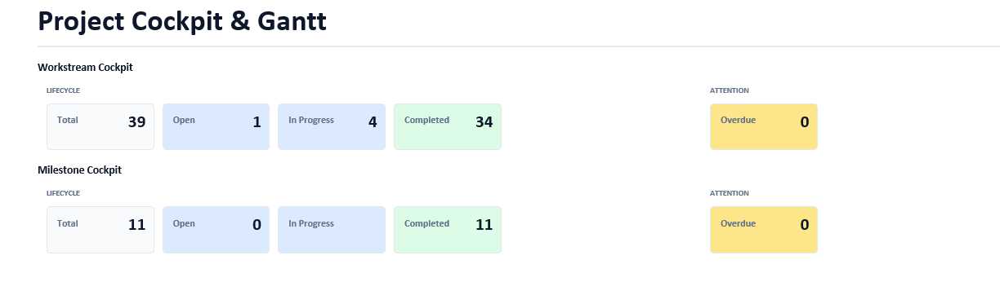 Project Cockpit & Gantt
Workstream Cockpit
LIFECYCLE ATTENTION
Total 39 Open 1 In Progress 4 Completed 34 Overdue 0
Milestone Cockpit
LIFECYCLE ATTENTION
Total 11 Open 0 In Progress Completed 11 Overdue 0